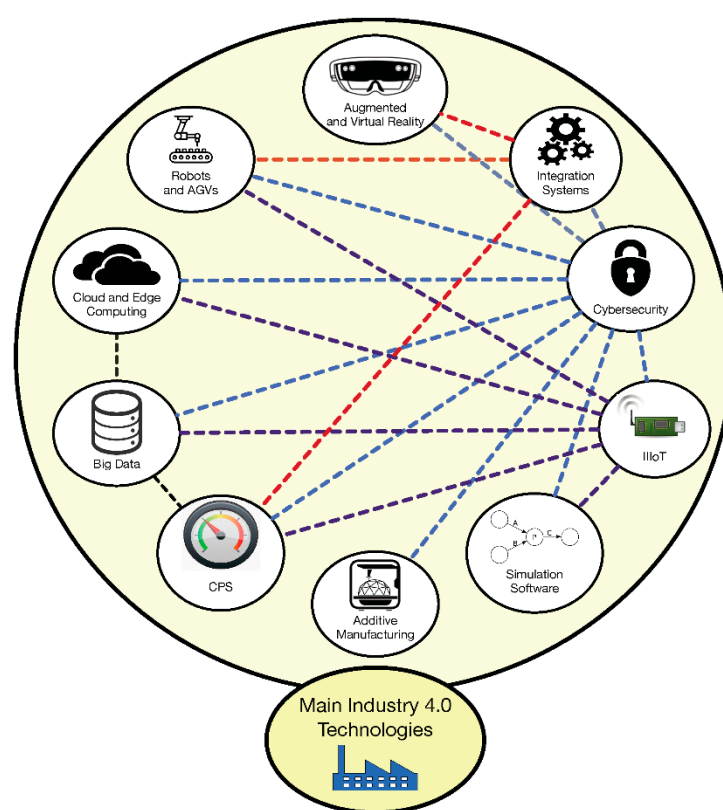 Augmented
and Virtual Reality
Robots
and AGVs
Integration
Systems
Cloud and Edge
Computing
Cybersecurity
Big Data
IIIoT
CPS
A
B
C
Simulation
Software
Additive
Manufacturing
Main Industry 4.0
Technologies